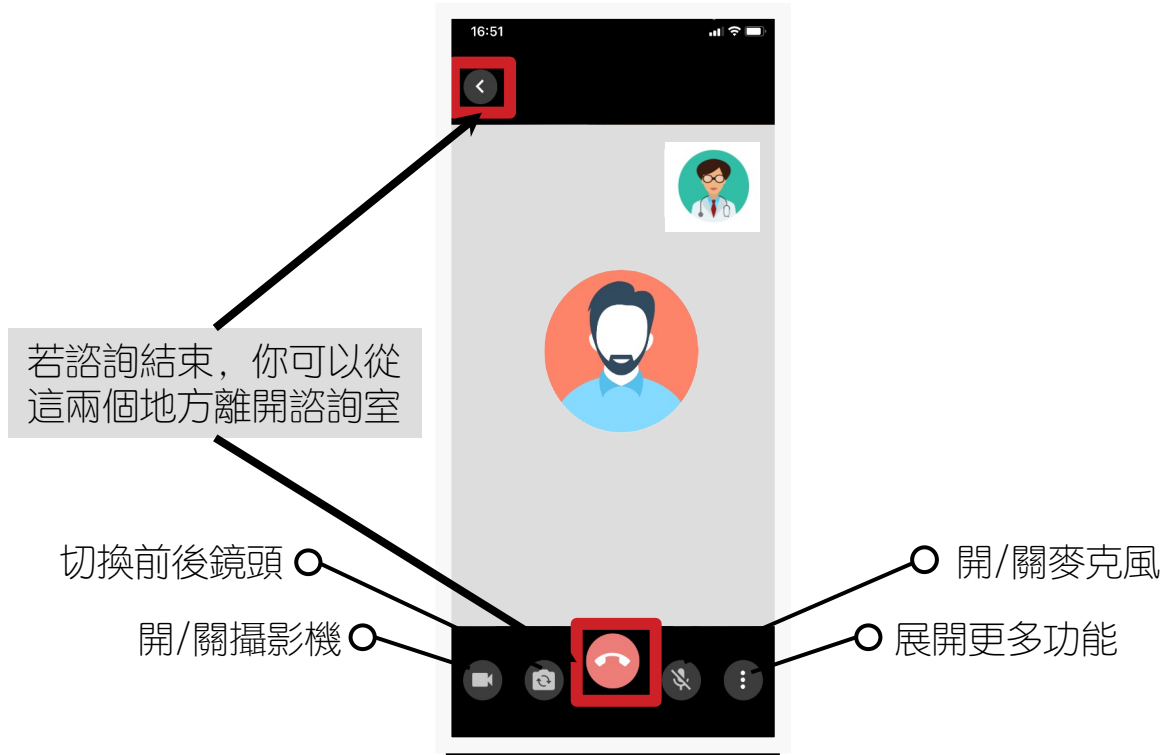 16:51
若諮詢結束，你可以從
這兩個地方離開諮詢室
切換前後鏡頭
開/關麥克風
開/關攝影機
展開更多功能